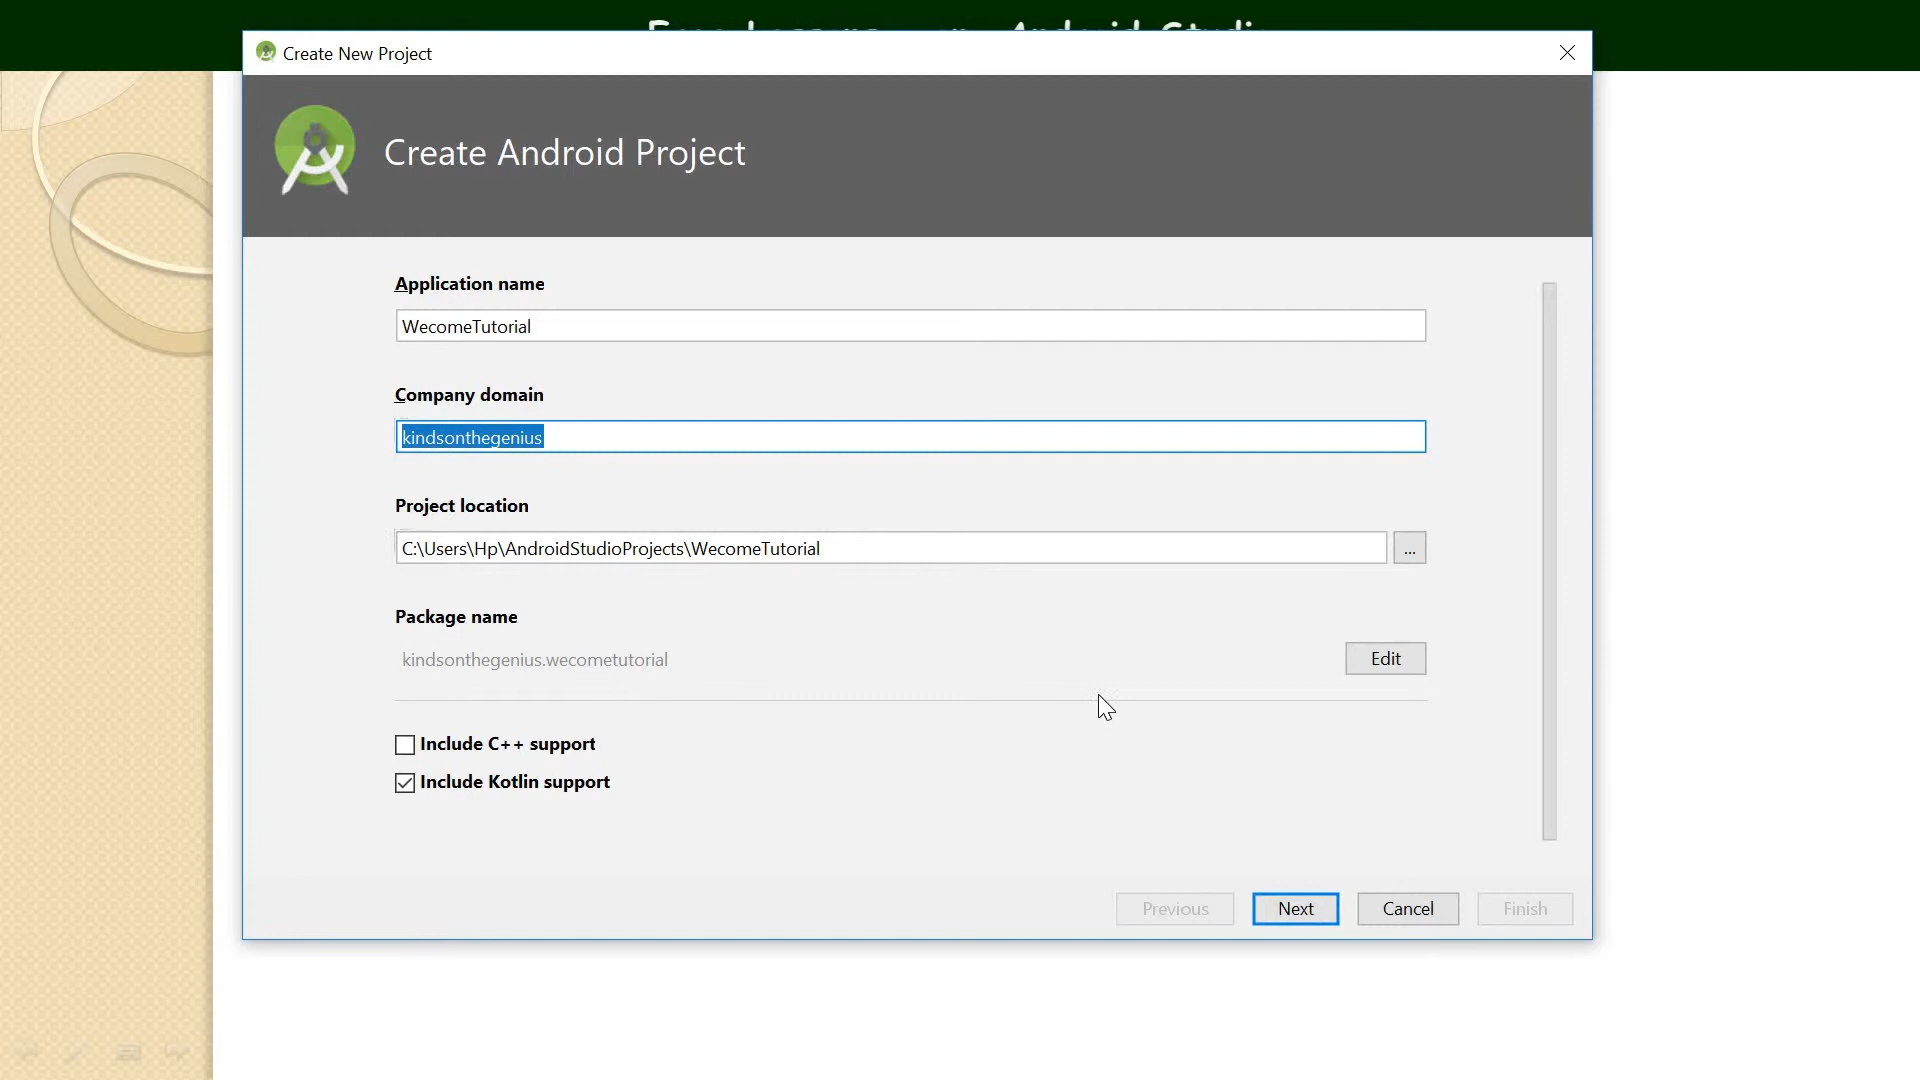 Create New Project
Create Android Project
Application name
WecomeTutorial
Company domain
kindsonthegenius
Project location
C:\Users\Hp\AndroidStudioProjects\WecomeTutorial
...
Package name
kindsonthegenius.wecometutorial
Edit
Include C++ support
Include Kotlin support
Previous
Next
Cancel
Finish